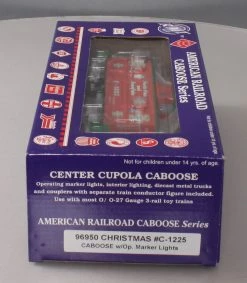 AMERICAN RAILROAD
CABOOSE Series
Not for children under 14 yrs. of age.
CENTER CUPOLA CABOOSE
Operating marker lights, interior lighting, diecast metal trucks
and couplers with separate train conductor figure included.
Use with most O / O-27 Gauge 3-rail toy trains
AMERICAN RAILROAD CABOOSE Series
96950 CHRISTMAS #C-1225
CABOOSE w/Op. Marker Lights